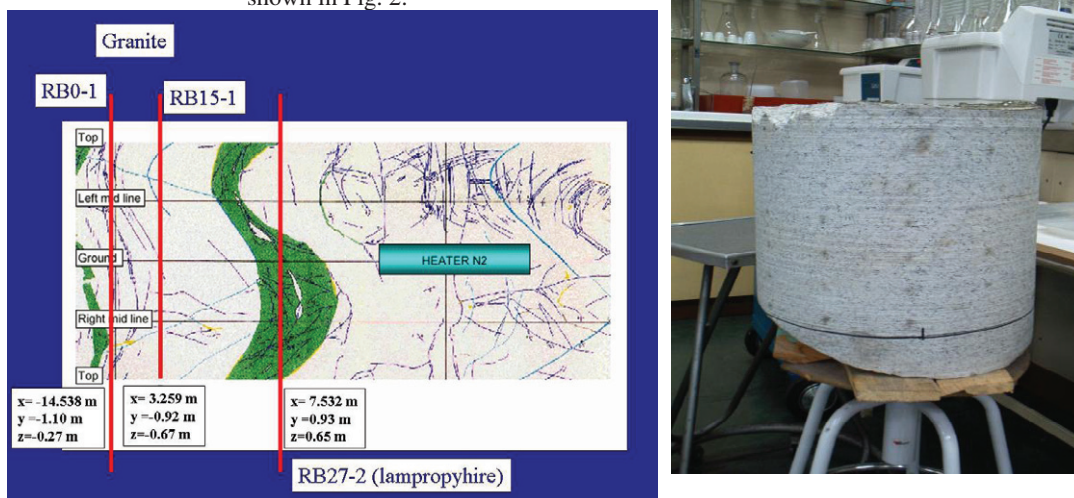 shown in Fig. 2.
Granite
RB0-1
RB15-1
Top
Left mid line
Ground
HEATER N2
Right mid line
Top
x= -14.538 m
y =-1.10 m
z=-0.27 m
x= 3.259 m
y =-0.92 m
z=-0.67 m
x= 7.532 m
y =0.93 m
z=0.65 m
RB27-2 (lampropyhire)